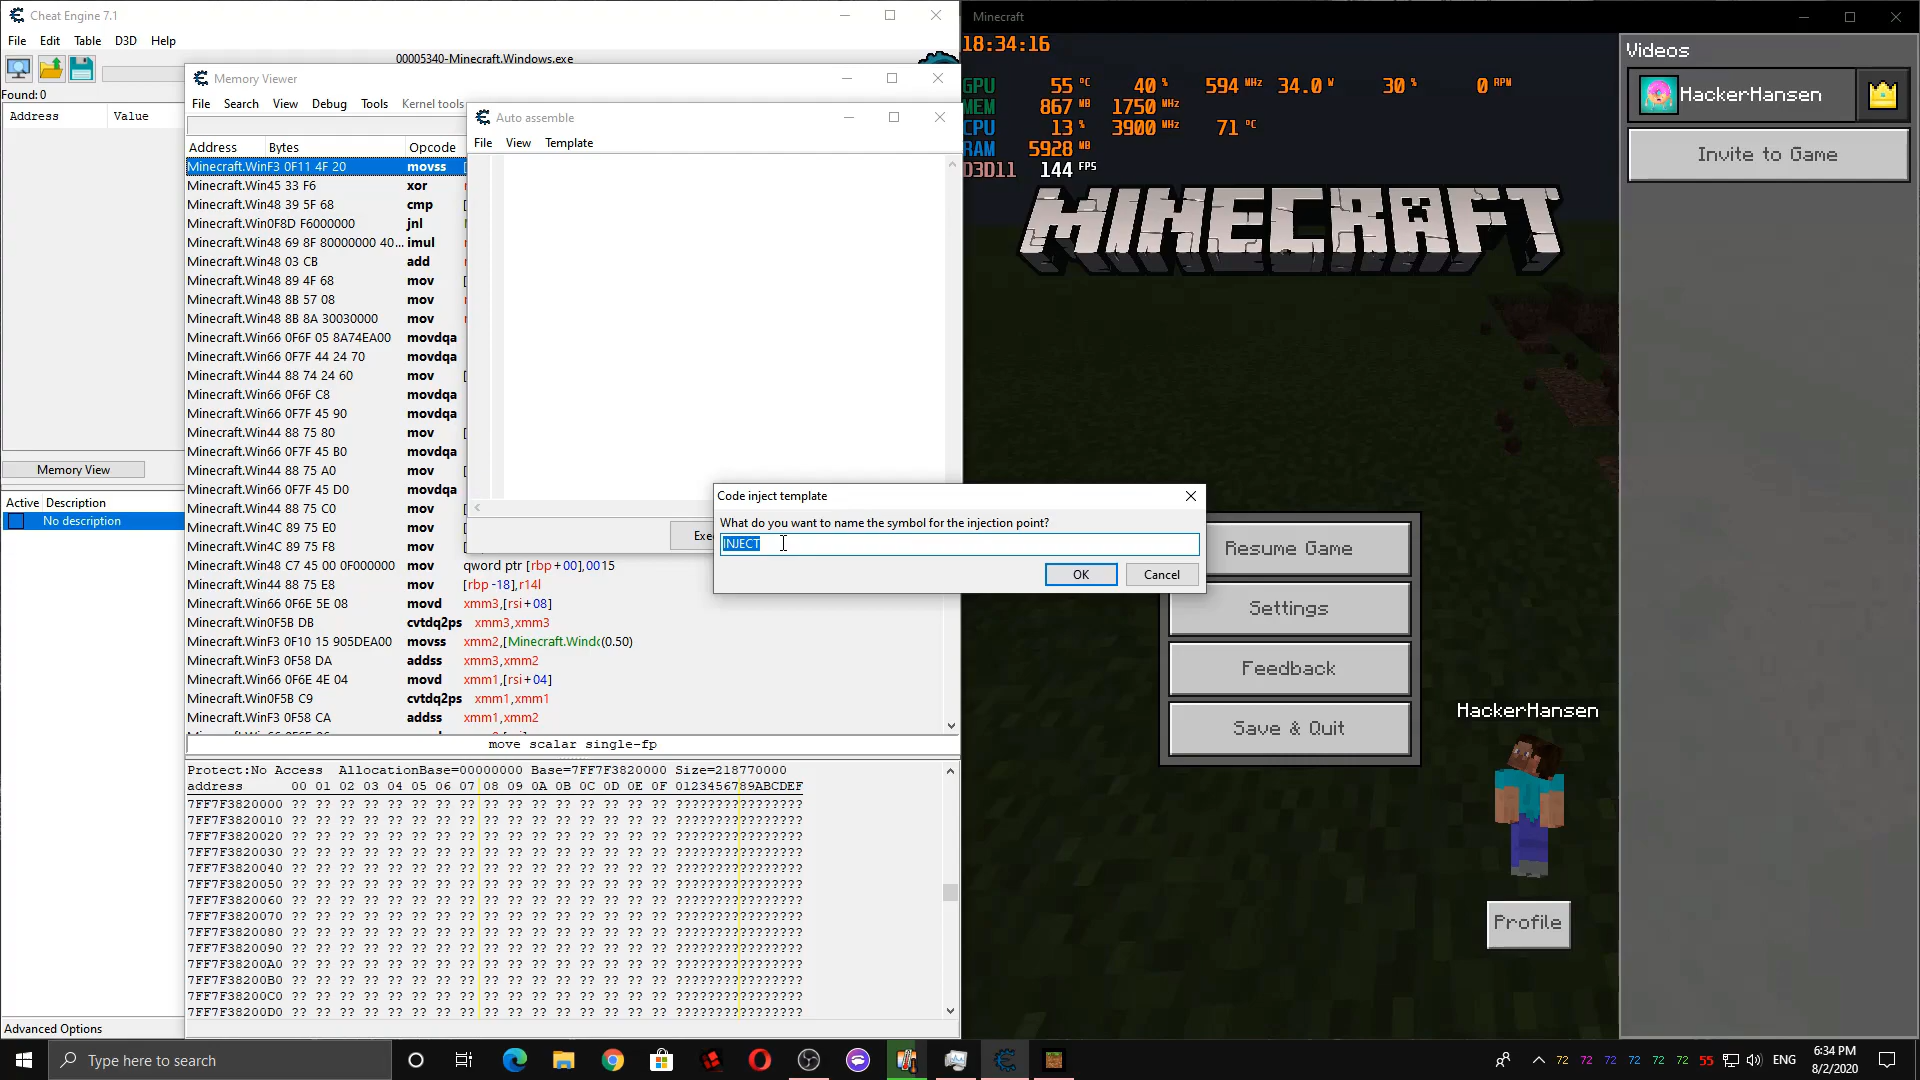 Cheat Engine 7.1
File Edit Table D3D Help
00005340-Minecraft.Windows.exe
Found: 0
Address Value
Memory View
Active Description
No description
Advanced Options
Memory Viewer
File Search View Debug Tools Kernel tools
Address Bytes Opcode
Minecraft.WinF3 0F11 4F 20 movss
Minecraft.Win45 33 F6 xor
Minecraft.Win48 39 5F 68 cmp
Minecraft.Win0F8D F6000000 jnl
Minecraft.Win48 69 8F 80000000 40... imul
Minecraft.Win48 03 CB add
Minecraft.Win48 89 4F 68 mov
Minecraft.Win48 8B 57 08 mov
Minecraft.Win48 8B 8A 30030000 mov
Minecraft.Win66 0F6F 05 8A74EA00 movdqa
Minecraft.Win66 0F7F 44 24 70 movdqa
Minecraft.Win44 88 74 24 60 mov
Minecraft.Win66 0F6F C8 movdqa
Minecraft.Win66 0F7F 45 90 movdqa
Minecraft.Win44 88 75 80 mov
Minecraft.Win66 0F7F 45 B0 movdqa
Minecraft.Win44 88 75 A0 mov
Minecraft.Win66 0F7F 45 D0 movdqa
Minecraft.Win44 88 75 C0 mov
Minecraft.Win4C 89 75 E0 mov
Minecraft.Win4C 89 75 F8 mov
Minecraft.Win48 C7 45 00 0F000000 mov qword ptr [rbp+00],0015
Minecraft.Win44 88 75 E8 mov [rbp-18],r14l
Minecraft.Win66 0F6E 5E 08 movd xmm3,[rsi+08]
Minecraft.Win0F5B DB cvtdq2ps xmm3,xmm3
Minecraft.WinF3 0F10 15 905DEA00 movss xmm2,[Minecraft.Windc(0.50)
Minecraft.WinF3 0F58 DA addss xmm3,xmm2
Minecraft.Win66 0F6E 4E 04 movd xmm1,[rsi+04]
Minecraft.Win0F5B C9 cvtdq2ps xmm1,xmm1
Minecraft.WinF3 0F58 CA addss xmm1,xmm2
move scalar single-fp
Protect:No Access AllocationBase=00000000 Base=7FF7F3820000 Size=218770000
address 00 01 02 03 04 05 06 07 08 09 0A 0B 0C 0D 0E 0F 0123456789ABCDEF
7FF7F3820000 ?? ?? ?? ?? ?? ?? ?? ?? ?? ?? ?? ?? ?? ?? ?? ?? ????????????????
7FF7F3820010 ?? ?? ?? ?? ?? ?? ?? ?? ?? ?? ?? ?? ?? ?? ?? ?? ????????????????
7FF7F3820020 ?? ?? ?? ?? ?? ?? ?? ?? ?? ?? ?? ?? ?? ?? ?? ?? ????????????????
7FF7F3820030 ?? ?? ?? ?? ?? ?? ?? ?? ?? ?? ?? ?? ?? ?? ?? ?? ????????????????
7FF7F3820040 ?? ?? ?? ?? ?? ?? ?? ?? ?? ?? ?? ?? ?? ?? ?? ?? ????????????????
7FF7F3820050 ?? ?? ?? ?? ?? ?? ?? ?? ?? ?? ?? ?? ?? ?? ?? ?? ????????????????
7FF7F3820060 ?? ?? ?? ?? ?? ?? ?? ?? ?? ?? ?? ?? ?? ?? ?? ?? ????????????????
7FF7F3820070 ?? ?? ?? ?? ?? ?? ?? ?? ?? ?? ?? ?? ?? ?? ?? ?? ????????????????
7FF7F3820080 ?? ?? ?? ?? ?? ?? ?? ?? ?? ?? ?? ?? ?? ?? ?? ?? ????????????????
7FF7F3820090 ?? ?? ?? ?? ?? ?? ?? ?? ?? ?? ?? ?? ?? ?? ?? ?? ????????????????
7FF7F38200A0 ?? ?? ?? ?? ?? ?? ?? ?? ?? ?? ?? ?? ?? ?? ?? ?? ????????????????
7FF7F38200B0 ?? ?? ?? ?? ?? ?? ?? ?? ?? ?? ?? ?? ?? ?? ?? ?? ????????????????
7FF7F38200C0 ?? ?? ?? ?? ?? ?? ?? ?? ?? ?? ?? ?? ?? ?? ?? ?? ????????????????
7FF7F38200D0 ?? ?? ?? ?? ?? ?? ?? ?? ?? ?? ?? ?? ?? ?? ?? ?? ????????????????
Auto assemble
File View Template
Exe
Code inject template
What do you want to name the symbol for the injection point?
INJECT
OK Cancel
Minecraft
18:34:16
GPU 55 °C 40 % 594 MHz 34.0 W 30 % 0 RPM
MEM 867 MB 1750 MHz
CPU 13 % 3900 MHz 71 °C
RAM 5928 MB
D3D11 144 FPS
MINECRAFT
Resume Game
Settings
Feedback
Save & Quit
HackerHansen
Profile
Videos
HackerHansen
Invite to Game
Type here to search
72 72 72 72 72 72 55 ENG
6:34 PM
8/2/2020